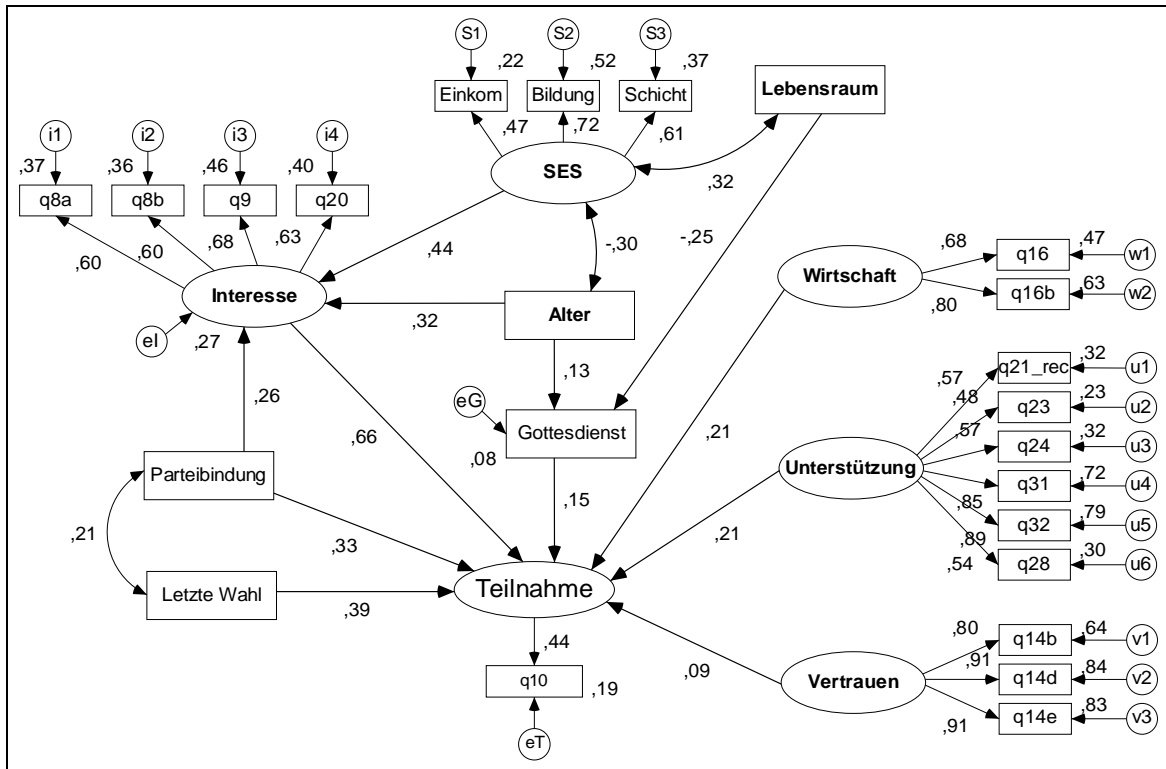 S1 S2 S3
,22 ,52 ,37
Einkom Bildung Schicht Lebensraum
,47 ,72 ,61
i1 i2 i3 i4
,37 ,36 ,46 ,40
q8a q8b q9 q20
SES
,32
,60 ,60 ,68 ,63
,44 -,30 -,25
Interesse
eI ,27
,32
Alter
Wirtschaft
,68 q16 ,47 w1
,80 q16b ,63 w2
,26
,13
eG
Gottesdienst
,08
,66
,21
,15
Parteibindung
,21
,33
Letzte Wahl
,39
Teilnahme
,44
q10 ,19
eT
Unterstützung
,21
,57 q21_rec ,32 u1
,48 q23 ,23 u2
,57 q24 ,32 u3
q31 ,72 u4
,85 q32 ,79 u5
,89
,54 q28 ,30 u6
Vertrauen
,09
,80 q14b ,64 v1
,91 q14d ,84 v2
,91 q14e ,83 v3